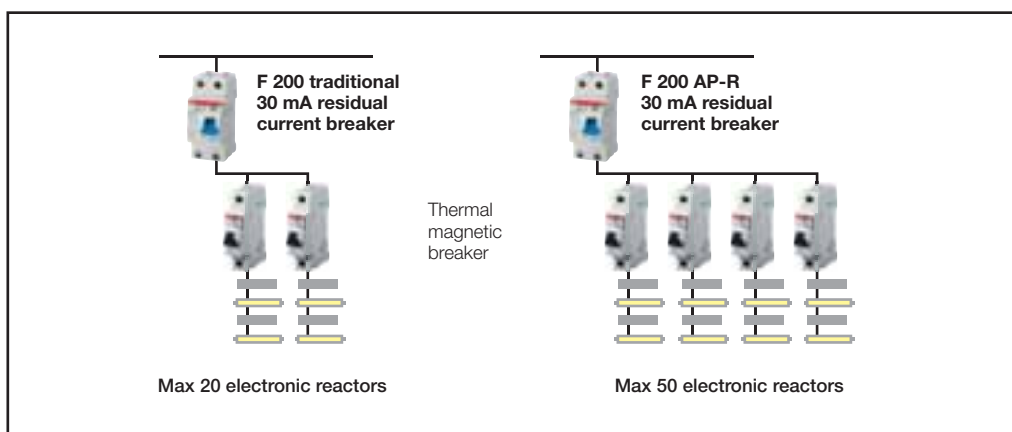 F 200 traditional
30 mA residual
current breaker
F 200 AP-R
30 mA residual
current breaker
Thermal
magnetic
breaker
Max 20 electronic reactors
Max 50 electronic reactors